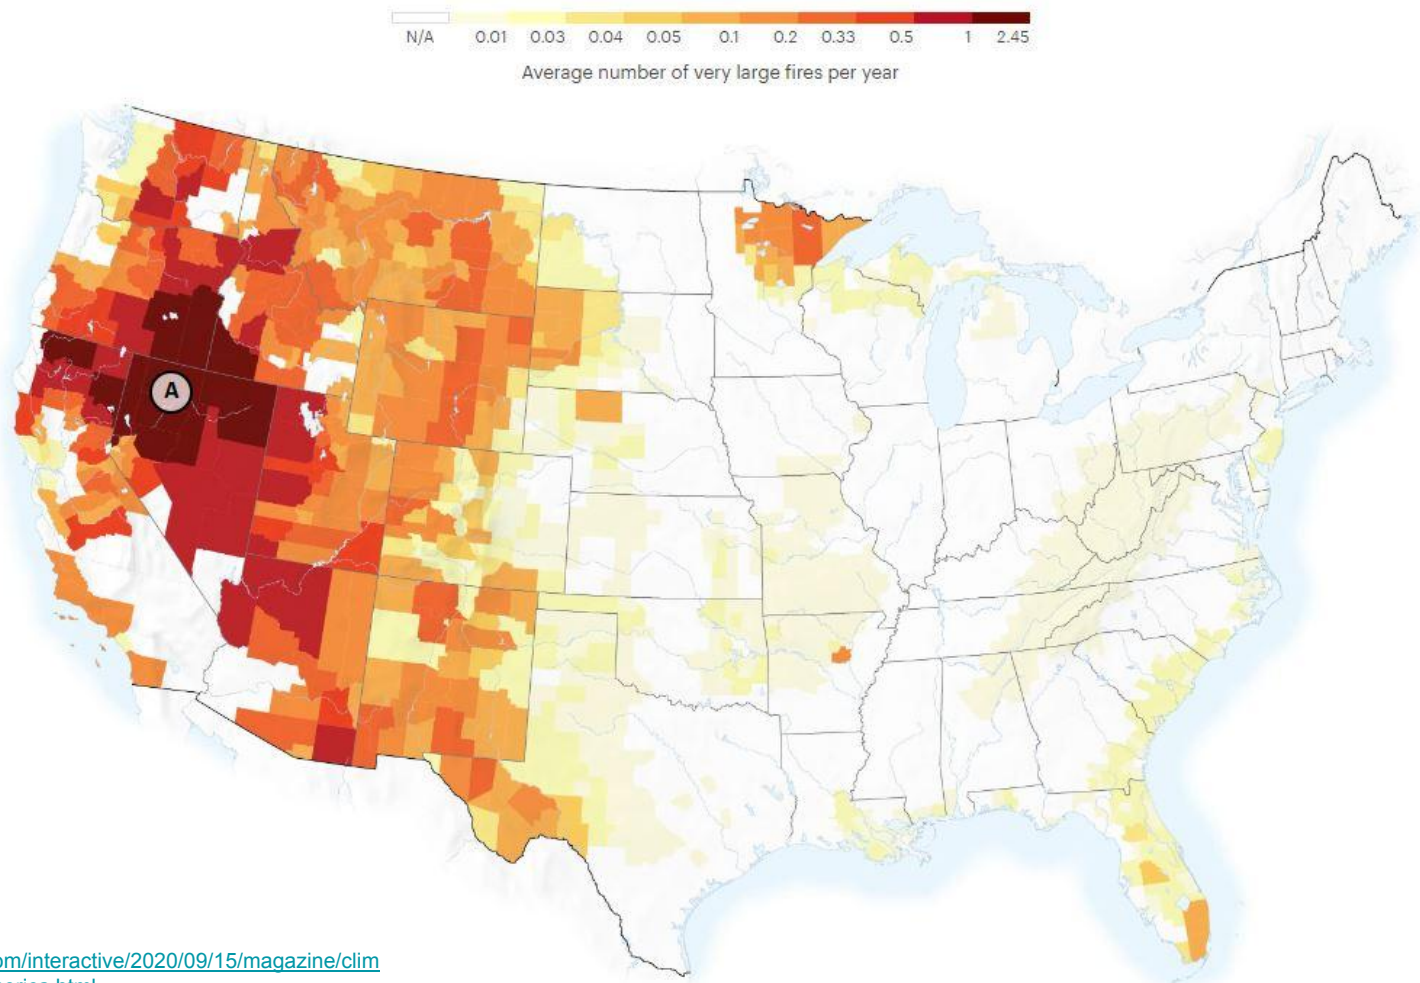 N/A 0.01 0.03 0.04 0.05 0.1 0.2 0.33 0.5 1 2.45
Average number of very large fires per year
A
om/interactive/2020/09/15/magazine/clim